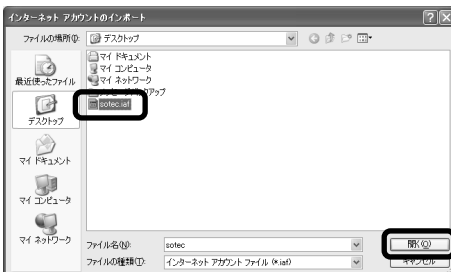 インターネット アカウントのインポート
ファイルの場所(I):
デスクトップ
マイ ドキュメント
マイ コンピュータ
マイ ネットワーク
sotec.iaf
最近使ったファイル
デスクトップ
マイ ドキュメント
マイ コンピュータ
マイ ネットワーク
ファイル名(N):
sotec
開く(O)
ファイルの種類(T):
インターネット アカウント ファイル (*.iaf)
キャンセル